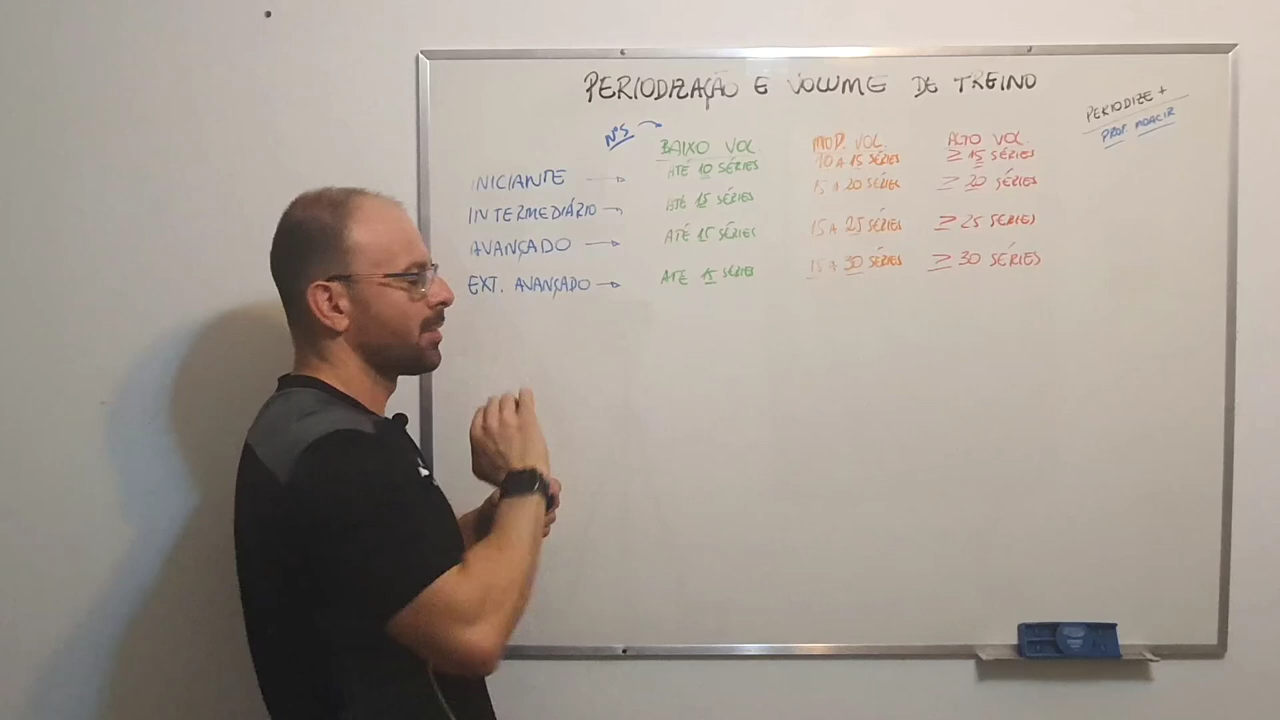 PERIODIZAÇÃO E VOLUME DE TREINO
PERIODIZE +
PROF. MOACIR
NºS
BAIXO VOL. MOD. VOL. ALTO VOL.
INICIANTE → ATÉ 10 SÉRIES 10 A 15 SÉRIES ≥ 15 SÉRIES
INTERMEDIÁRIO → ATÉ 15 SÉRIES 15 A 20 SÉRIES ≥ 20 SÉRIES
AVANÇADO → ATÉ 15 SÉRIES 15 A 25 SÉRIES ≥ 25 SÉRIES
EXT. AVANÇADO → ATÉ 15 SÉRIES 15 A 30 SÉRIES ≥ 30 SÉRIES